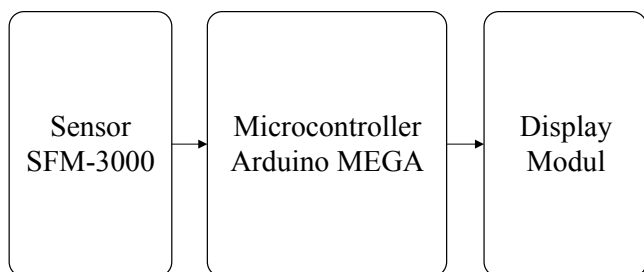 Sensor
SFM-3000
Microcontroller
Arduino MEGA
Display
Modul